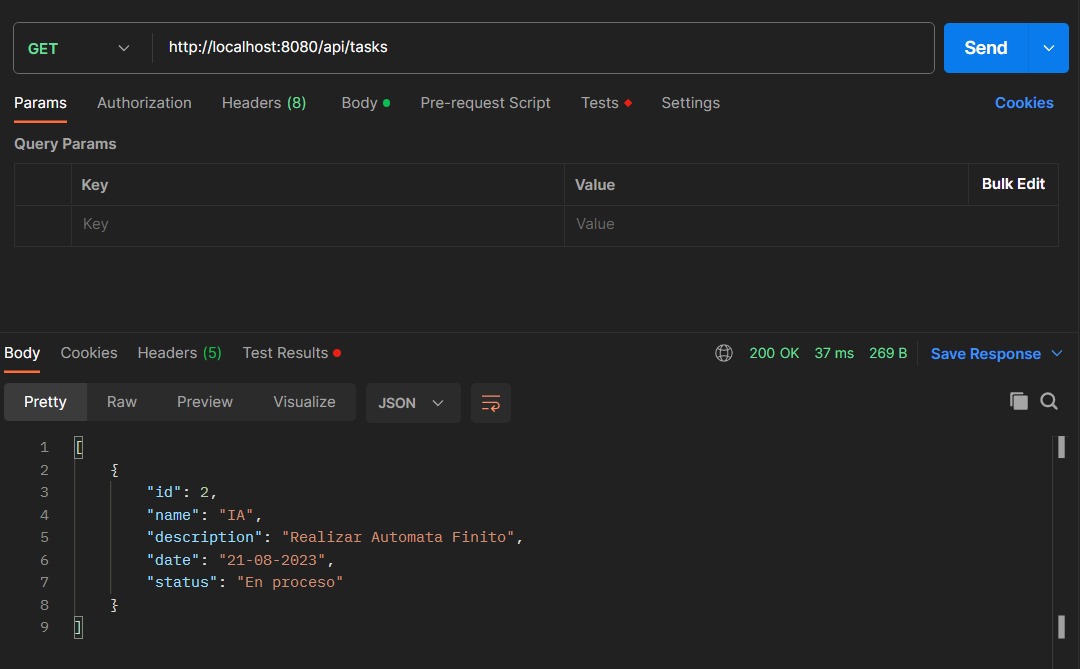 GET http://localhost:8080/api/tasks Send
Params Authorization Headers (8) Body Pre-request Script Tests Settings Cookies
Query Params
Key Value Bulk Edit
Key Value
Body Cookies Headers (5) Test Results 200 OK 37 ms 269 B Save Response
Pretty Raw Preview Visualize JSON
1 [
2 {
3 "id": 2,
4 "name": "IA",
5 "description": "Realizar Automata Finito",
6 "date": "21-08-2023",
7 "status": "En proceso"
8 }
9 ]